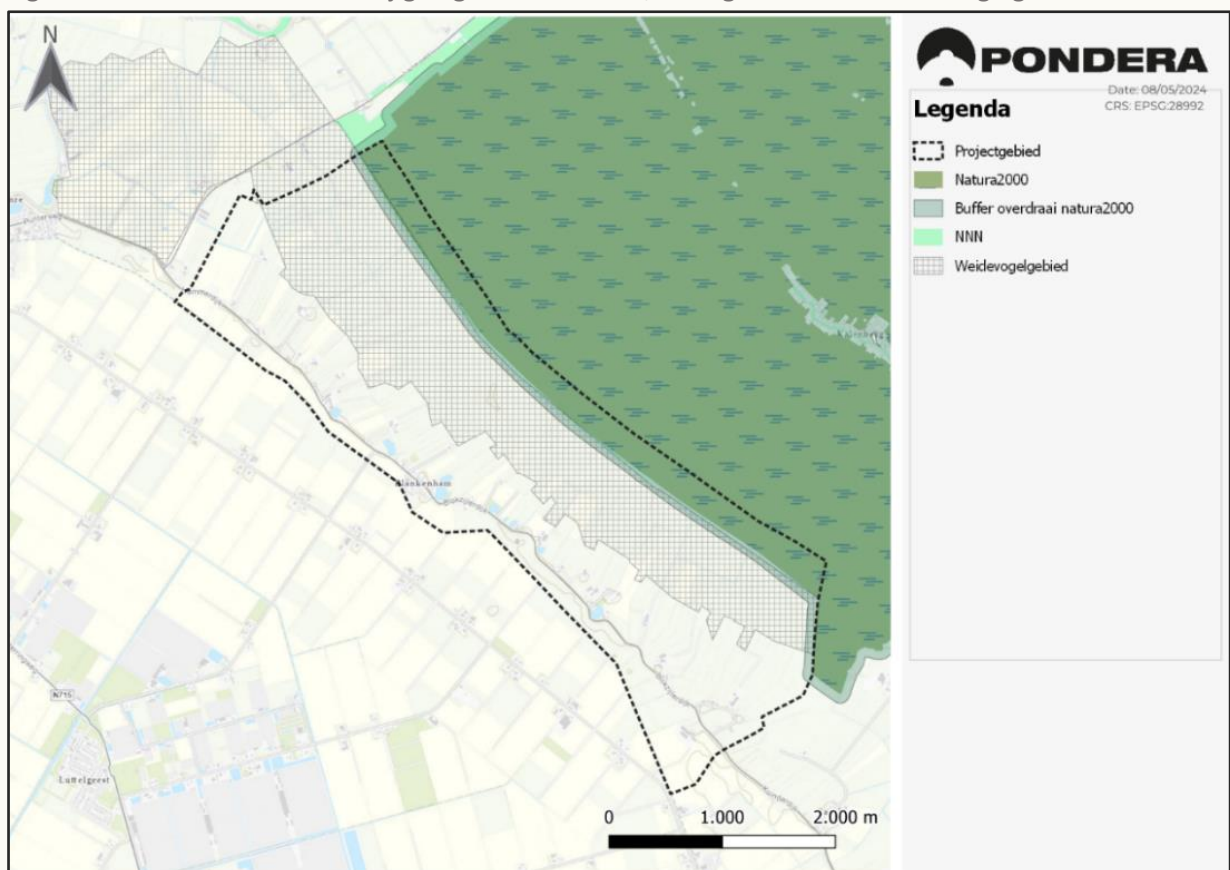 N
PONDERA
Date: 08/05/2024
CRS: EPSG:28992
Legenda
Projectgebied
Natura2000
Buffer overdraai natura2000
NNN
Weidevogelgebied
Blankenham
N715
Luttelgeest
0 1.000 2.000 m